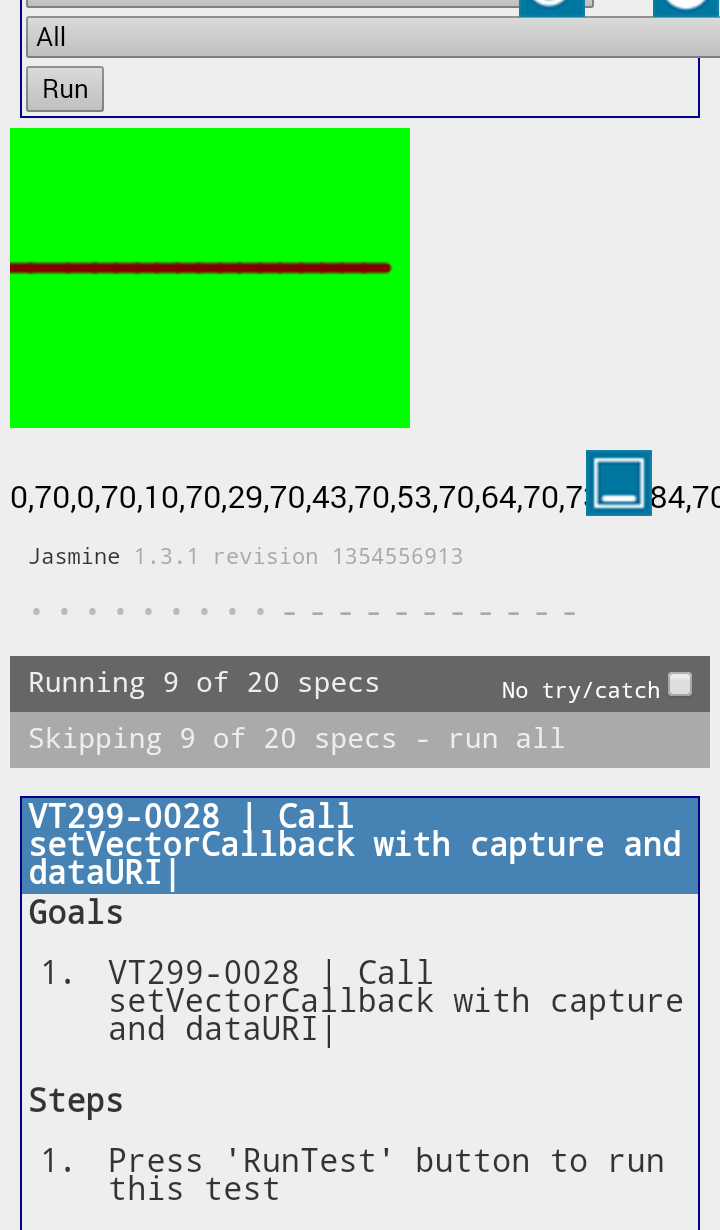 All
Run
0,70,0,70,10,70,29,70,43,70,53,70,64,70,7 84,70
Jasmine 1.3.1 revision 1354556913
• • • • • • • • • - - - - - - - - - - -
Running 9 of 20 specs No try/catch
Skipping 9 of 20 specs - run all
VT299-0028 | Call
setVectorCallback with capture and
dataURI|
Goals
1. VT299-0028 | Call
setVectorCallback with capture
and dataURI|
Steps
1. Press 'RunTest' button to run
this test